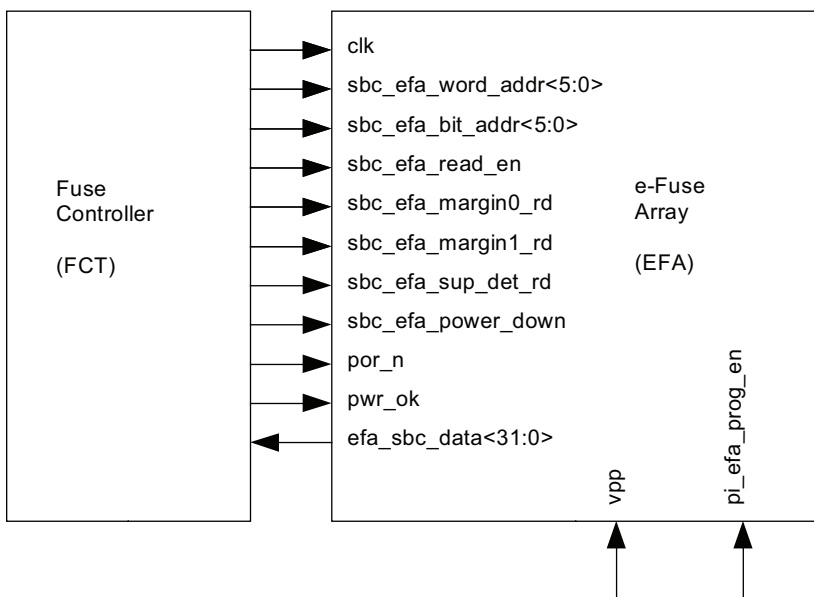 Fuse
Controller
(FCT)
clk
sbc_efa_word_addr<5:0>
sbc_efa_bit_addr<5:0>
sbc_efa_read_en
sbc_efa_margin0_rd
sbc_efa_margin1_rd
sbc_efa_sup_det_rd
sbc_efa_power_down
por_n
pwr_ok
efa_sbc_data<31:0>
e-Fuse
Array
(EFA)
vpp
pi_efa_prog_en